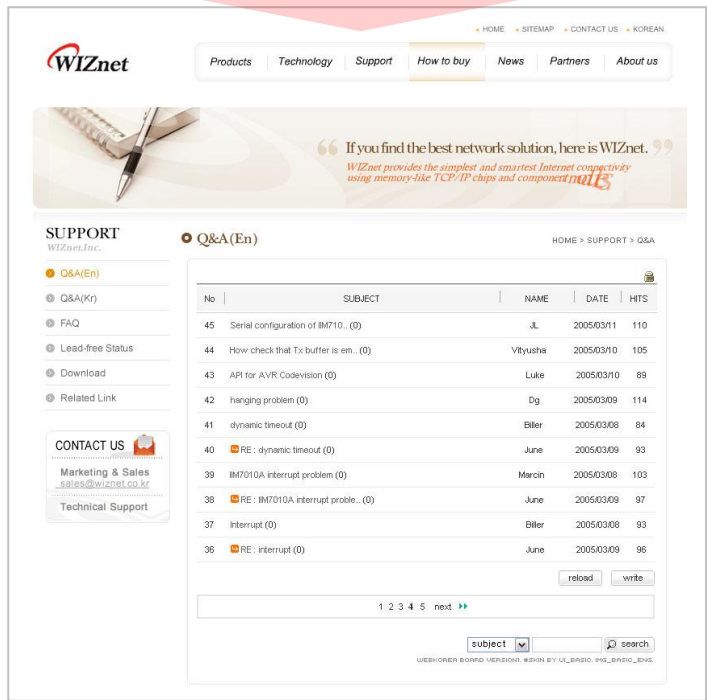 HOME SITEMAP CONTACT US KOREAN
WIZnet
Products Technology Support How to buy News Partners About us
“ If you find the best network solution, here is WIZnet. ”
WIZnet provides the simplest and smartest Internet connectivity
using memory-like TCP/IP chips and component
SUPPORT
WIZnet.Inc.
Q&A(En)
Q&A(Kr)
FAQ
Lead-free Status
Download
Related Link
CONTACT US
Marketing & Sales
sales@wiznet.co.kr
Technical Support
Q&A(En)
HOME > SUPPORT > Q&A
No SUBJECT NAME DATE HITS
45 Serial configuration of IIM710.. (0) JL 2005/03/11 110
44 How check that Tx buffer is em.. (0) Vityusha 2005/03/10 105
43 API for AVR Codevision (0) Luke 2005/03/10 89
42 hanging problem (0) Dg 2005/03/09 114
41 dynamic timeout (0) Biller 2005/03/08 84
40 RE : dynamic timeout (0) June 2005/03/09 93
39 IIM7010A interrupt problem (0) Marcin 2005/03/08 103
38 RE : IIM7010A interrupt proble.. (0) June 2005/03/09 97
37 Interrupt (0) Biller 2005/03/08 93
36 RE : interrupt (0) June 2005/03/09 96
reload write
1 2 3 4 5 next
subject search
WEBKOREA BOARD VERSION1. #SKIN BY UI_BASIC. IMG_BASIC_ENG.